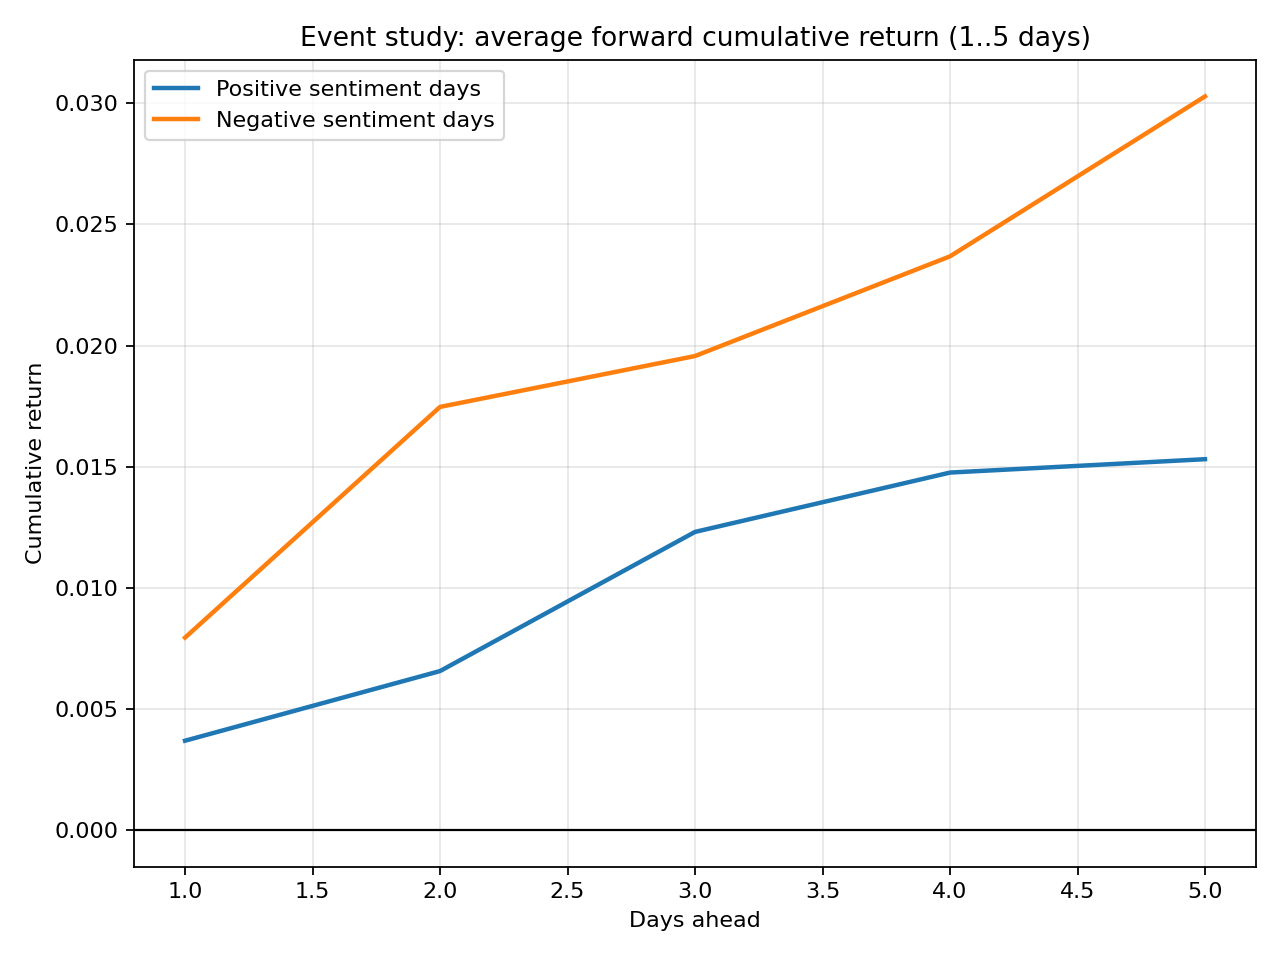 Event study: average forward cumulative return (1..5 days)
Positive sentiment days
Negative sentiment days
Cumulative return
0.030
0.025
0.020
0.015
0.010
0.005
0.000
1.0 1.5 2.0 2.5 3.0 3.5 4.0 4.5 5.0
Days ahead